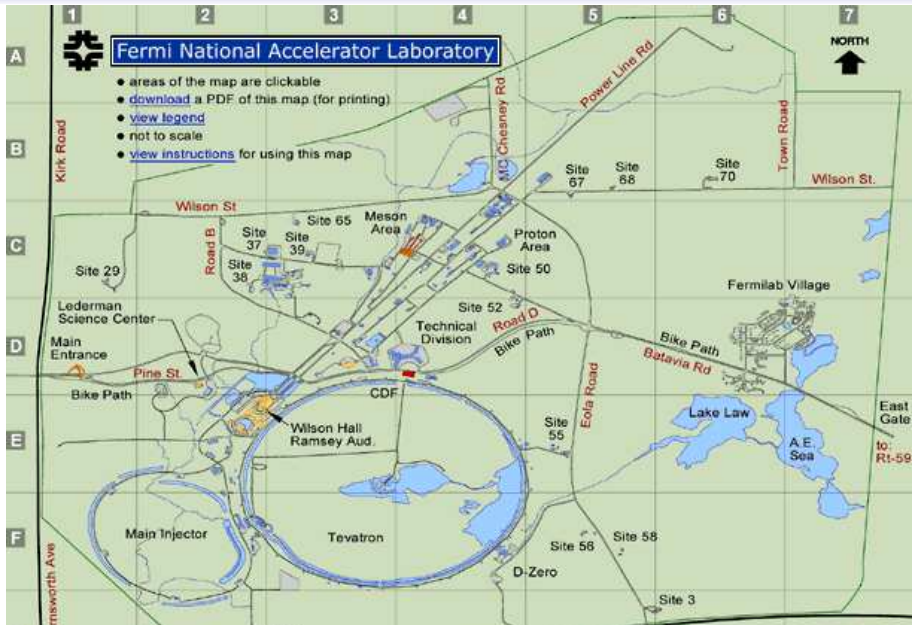 1 2 3 4 5 6 7
A
B
C
D
E
F
Fermi National Accelerator Laboratory
• areas of the map are clickable
• download a PDF of this map (for printing)
• view legend
• not to scale
• view instructions for using this map
NORTH
Kirk Road
MC Chesney Rd
Power Line Rd
Town Road
Site
67
Site
68
Site
70
Wilson St.
Wilson St
Site 65
Meson
Area
Road B
Site
37
Site
39
Site
38
Proton
Area
Site 50
Site 29
Site
52
Fermilab Village
Lederman
Science Center
Main
Entrance
Technical
Division
Road D
Bike Path
Bike Path
Batavia Rd
Pine St.
Bike Path
CDF
Eola Road
Wilson Hall
Ramsey Aud.
Site
55
Lake Law
A.E.
Sea
East
Gate
to:
Rt-59
Main Injector
Tevatron
Site
56
Site 58
D-Zero
Site 3
rnsworth Ave